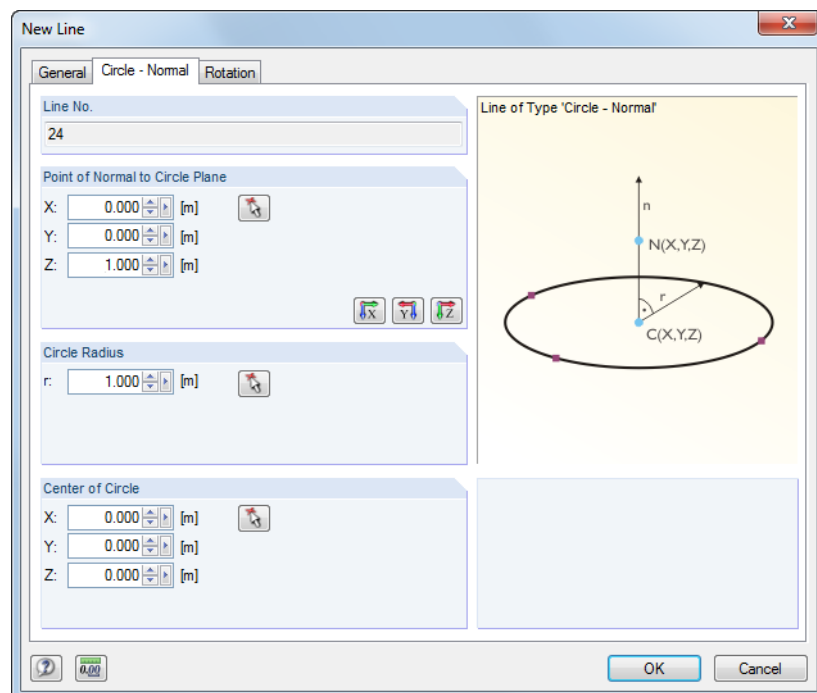 New Line
General Circle - Normal Rotation
Line No.
24
Point of Normal to Circle Plane
X: 0.000 [m]
Y: 0.000 [m]
Z: 1.000 [m]
X Y Z
Circle Radius
r: 1.000 [m]
Center of Circle
X: 0.000 [m]
Y: 0.000 [m]
Z: 0.000 [m]
Line of Type 'Circle - Normal'
n
N(X,Y,Z)
r
C(X,Y,Z)
0.00
OK Cancel